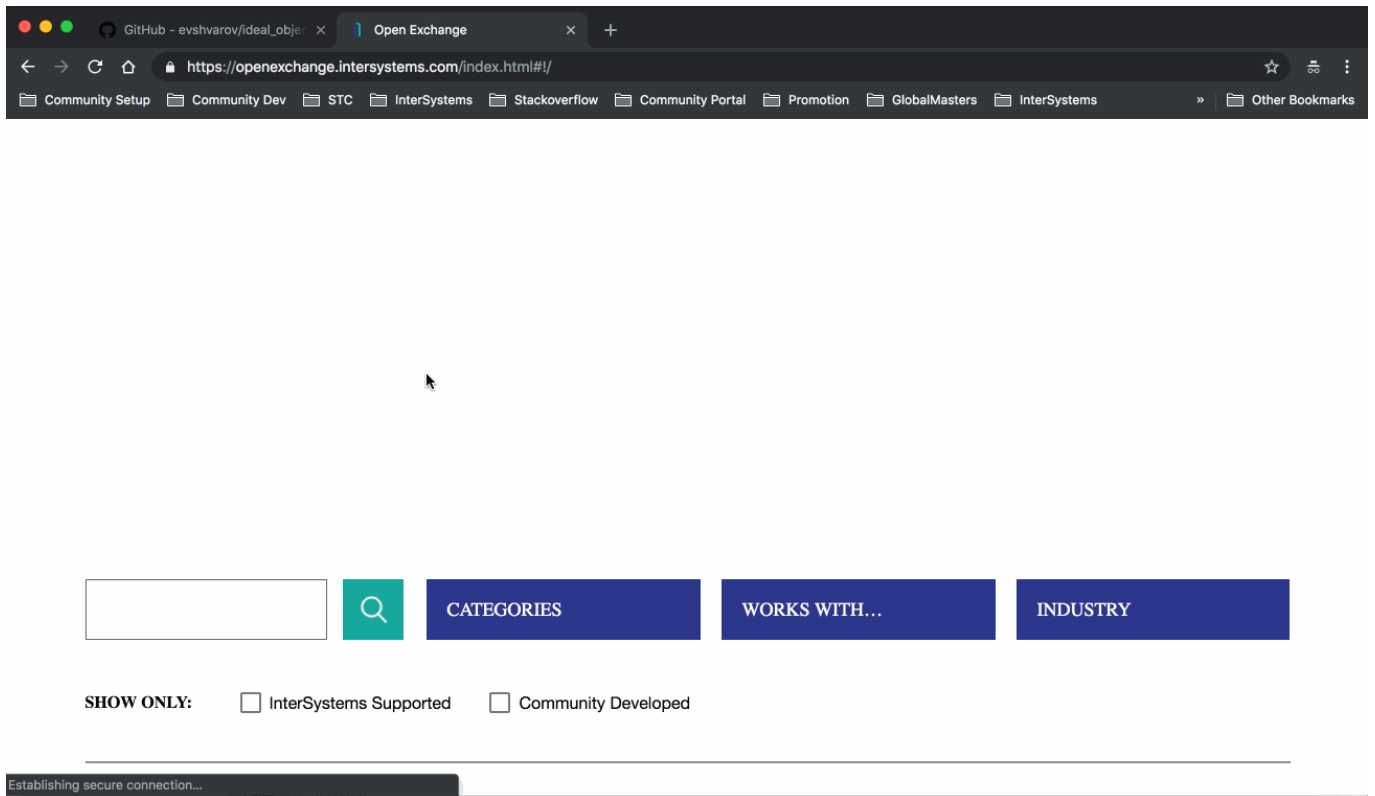 GitHub - evshvarov/ideal_objec
Open Exchange
https://openexchange.intersystems.com/index.html#!/
Community Setup Community Dev STC InterSystems Stackoverflow Community Portal Promotion GlobalMasters InterSystems » Other Bookmarks
CATEGORIES WORKS WITH... INDUSTRY
SHOW ONLY: InterSystems Supported Community Developed
Establishing secure connection...